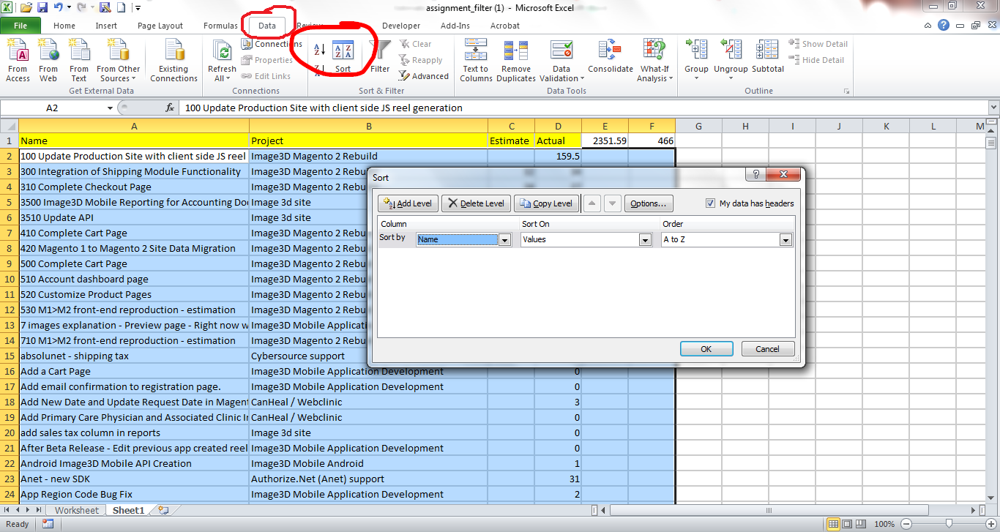 assignment_filter (1) - Microsoft Excel
File Home Insert Page Layout Formulas Data Review Developer Add-Ins Acrobat
From Access From Web From Text From Other Sources Existing Connections
Get External Data
Refresh All Connections Properties Edit Links
Connections
Sort Filter Clear Reapply Advanced
Sort & Filter
Text to Columns Remove Duplicates Data Validation Consolidate What-If Analysis
Data Tools
Group Ungroup Subtotal Show Detail Hide Detail
Outline
A2 fx 100 Update Production Site with client side JS reel generation
A B C D E F G H I J K L M
1 Name Project Estimate Actual 2351.59 466
2 100 Update Production Site with client side JS reel Image3D Magento 2 Rebuild 159.5
3 300 Integration of Shipping Module Functionality Image3D Magento 2 Rebu
4 310 Complete Checkout Page Image3D Magento 2 Rebu
5 3500 Image3D Mobile Reporting for Accounting Do Image 3d site
6 3510 Update API Image 3d site
7 410 Complete Cart Page Image3D Magento 2 Rebu
8 420 Magento 1 to Magento 2 Site Data Migration Image3D Magento 2 Rebu
9 500 Complete Cart Page Image3D Magento 2 Rebu
10 510 Account dashboard page Image3D Magento 2 Rebu
11 520 Customize Product Pages Image3D Magento 2 Rebu
12 530 M1>M2 front-end reproduction - estimation Image3D Magento 2 Rebu
13 7 images explanation - Preview page - Right now w Image3D Mobile Applicati
14 710 M1>M2 front-end reproduction - estimation Image3D Magento 2 Rebu
15 absolunet - shipping tax Cybersource support
16 Add a Cart Page Image3D Mobile Application Development 0
17 Add email confirmation to registration page. Image3D Mobile Application Development 0
18 Add New Date and Update Request Date in Magent CanHeal / Webclinic 3
19 Add Primary Care Physician and Associated Clinic I CanHeal / Webclinic 0
20 add sales tax column in reports Image 3d site 0
21 After Beta Release - Edit previous app created reel Image3D Mobile Application Development 0
22 Android Image3D Mobile API Creation Image3D Mobile Android 1
23 Anet - new SDK Authorize.Net (Anet) support 31
24 App Region Code Bug Fix Image3D Mobile Application Development 2
Sort
Add Level Delete Level Copy Level Options... My data has headers
Column Sort On Order
Sort by Name Values A to Z
OK Cancel
Worksheet Sheet1
Ready 100%